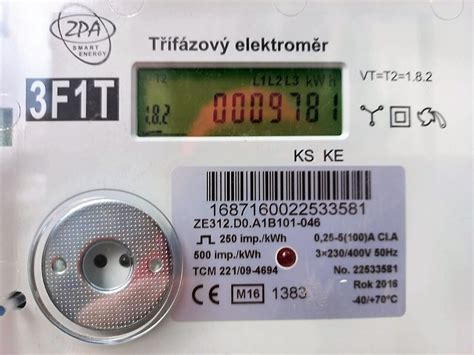 ZPA
SMART
ENERGY
Třífázový elektroměr
3F1T
T2 L1L2L3 kWh
1.8.2 0009781
VT=T2=1.8.2
KS KE
1687160022533581
ZE312.D0.A1B101-046
250 imp./kWh 0,25-5(100)A Cl.A
500 imp./kWh 3×230/400V 50Hz
TCM 221/09-4694 No. 22533581
CE M16 1383 Rok 2016
-40/+70°C